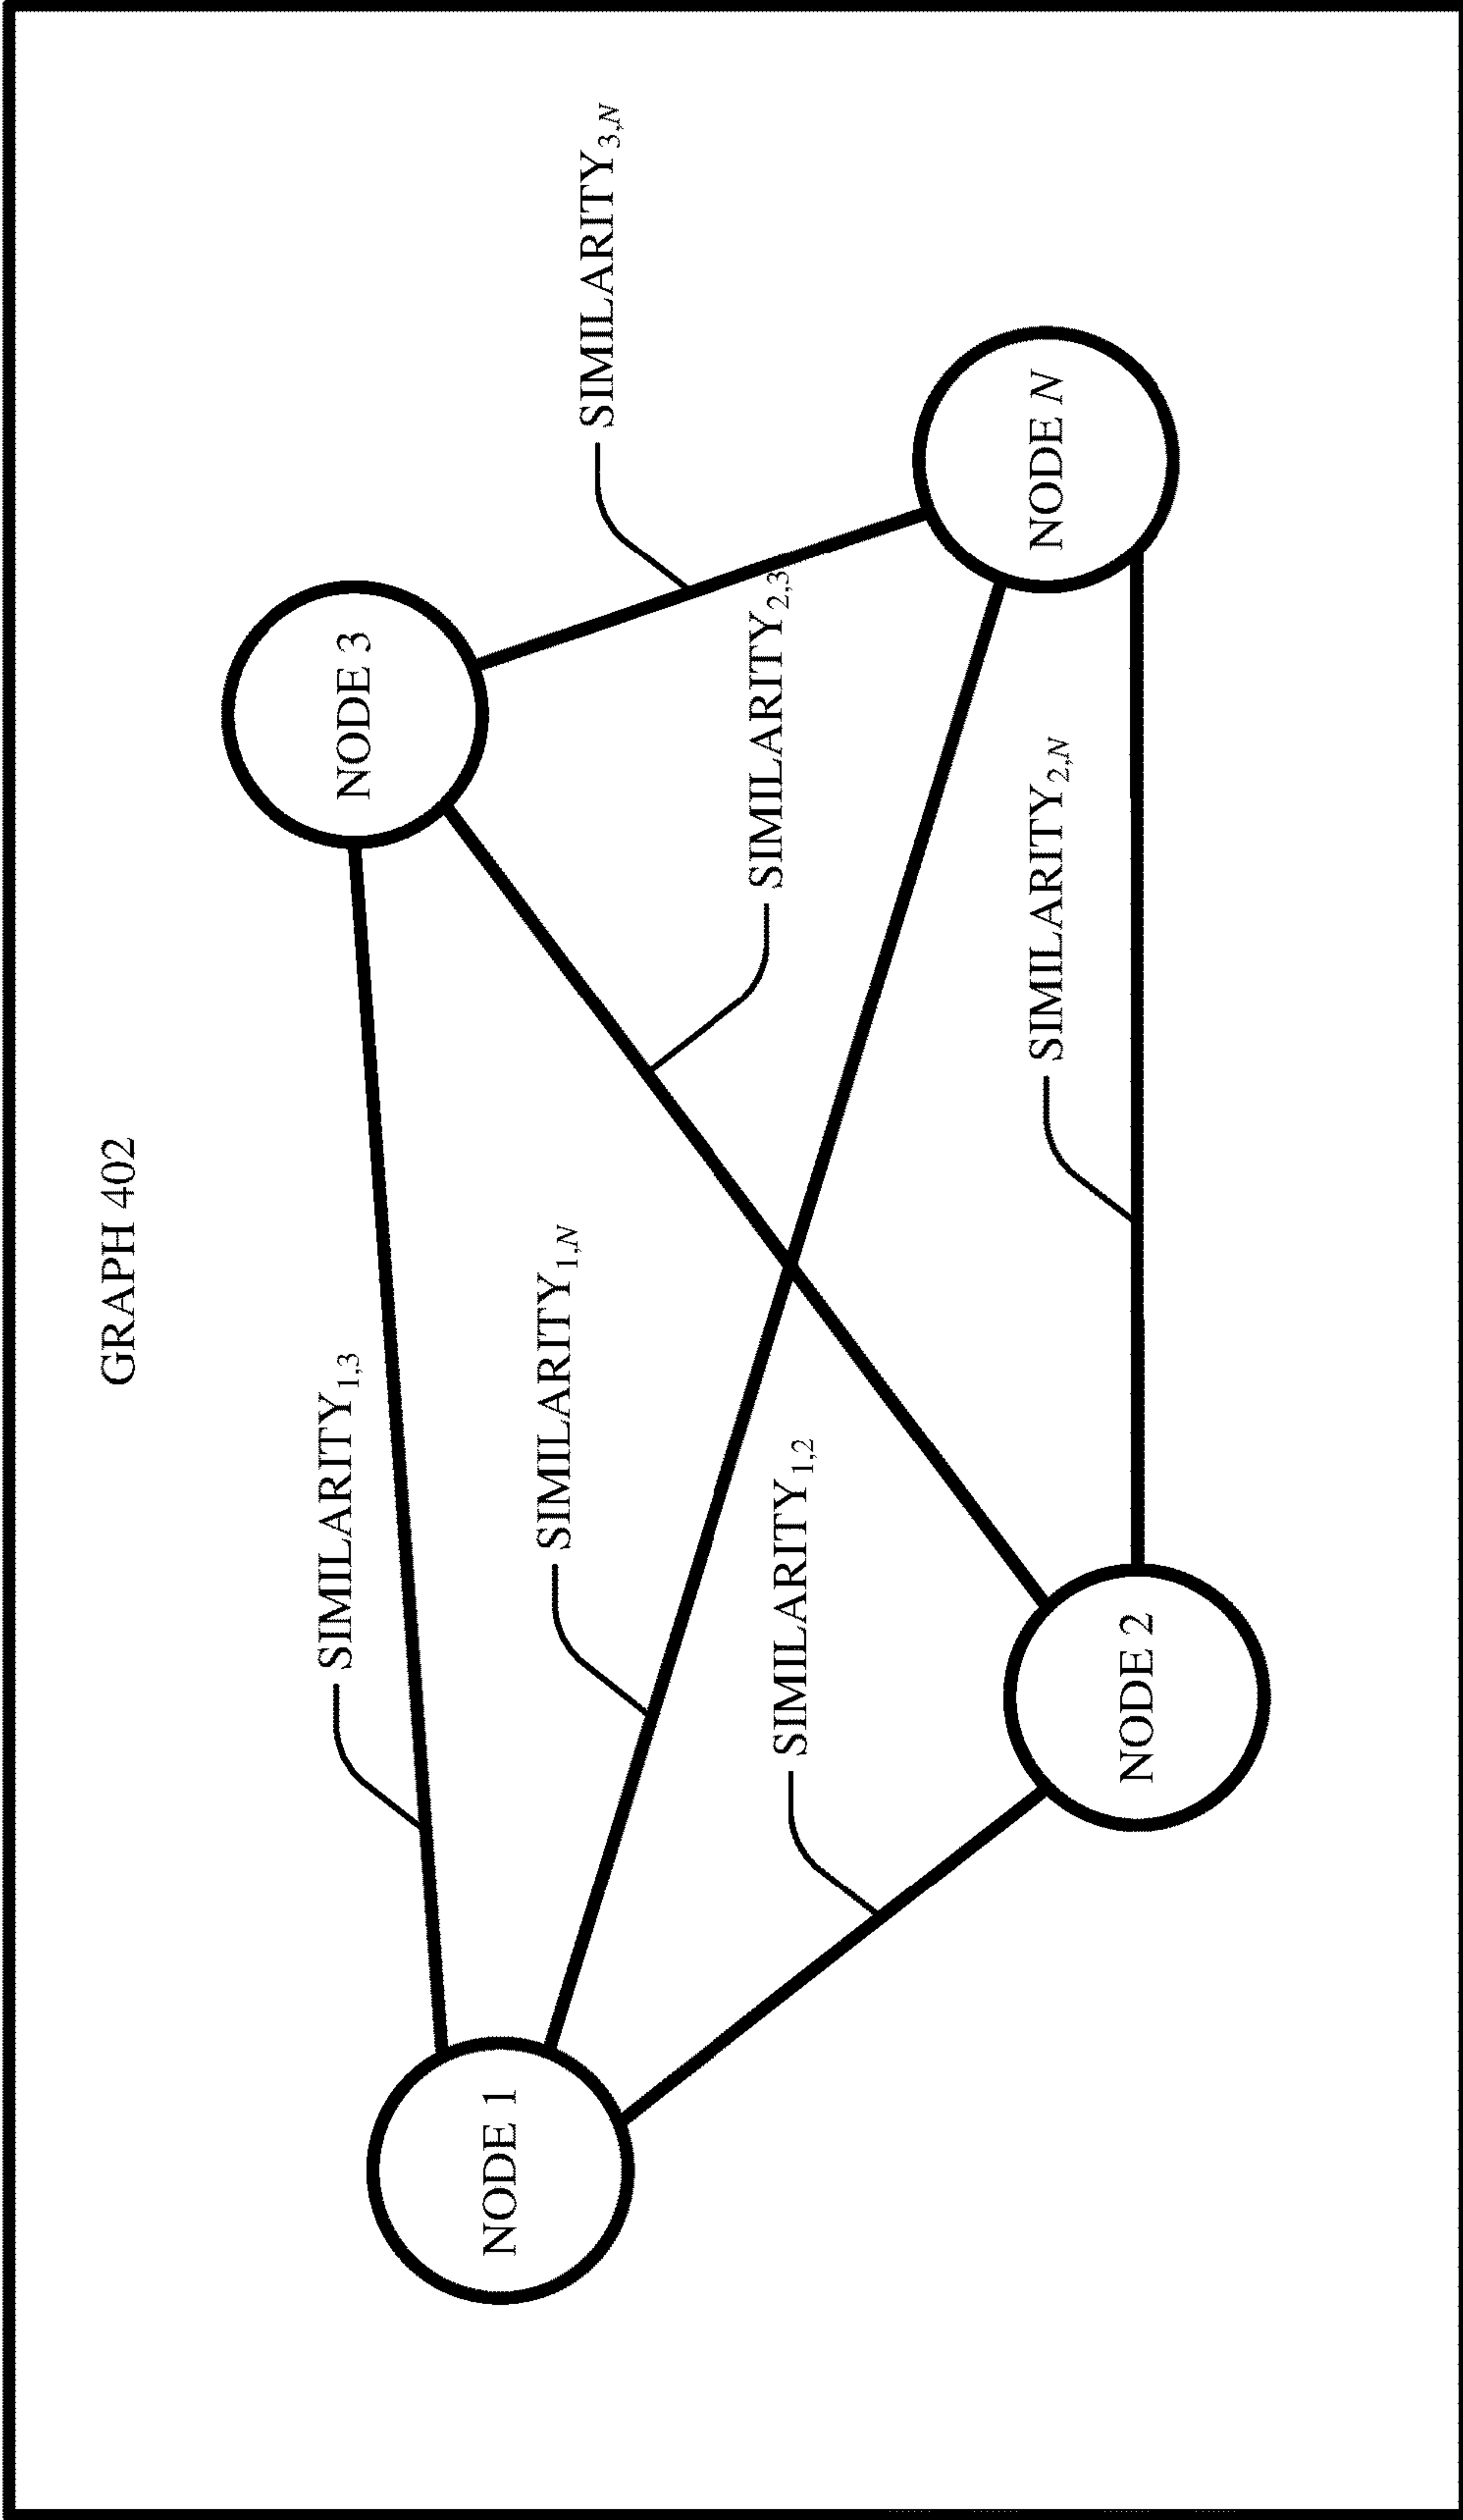 GRAPH 402
SIMILARITY1,3
NODE 3
SIMILARITY1,N
SIMILARITY3,N
NODE 1
SIMILARITY2,3
SIMILARITY1,2
SIMILARITY2,N
NODE N
NODE 2